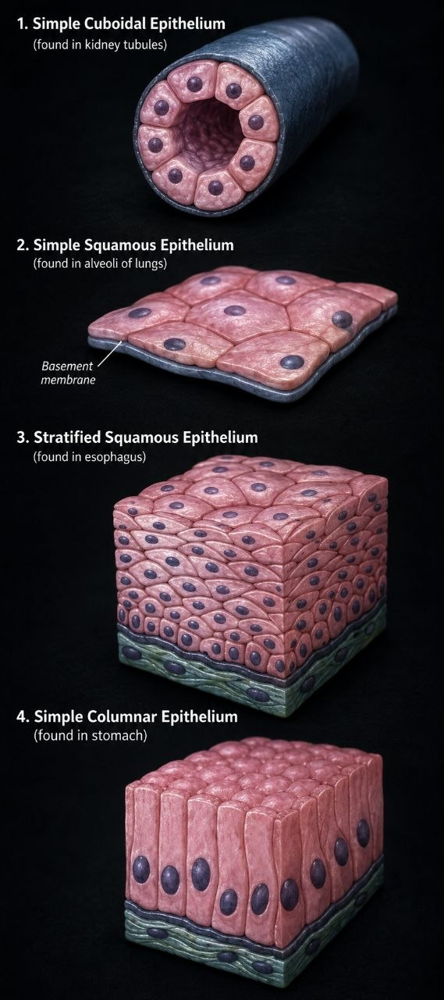 1. Simple Cuboidal Epithelium
(found in kidney tubules)
2. Simple Squamous Epithelium
(found in alveoli of lungs)
Basement
membrane
3. Stratified Squamous Epithelium
(found in esophagus)
4. Simple Columnar Epithelium
(found in stomach)